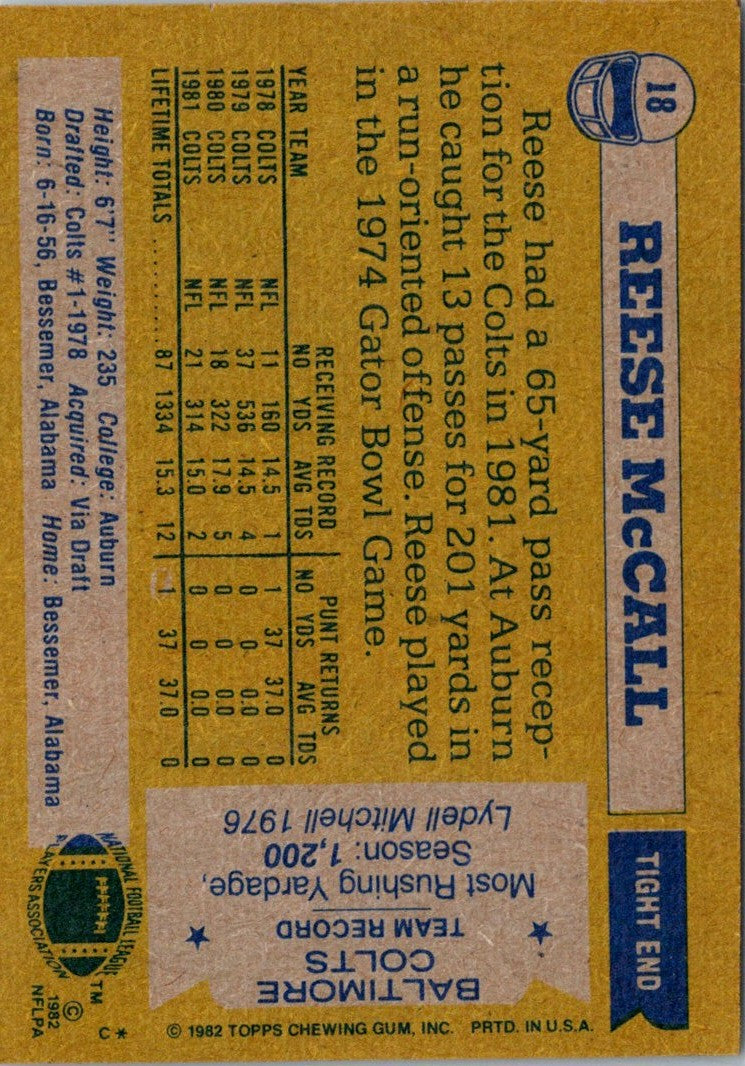 18
REESE McCALL
TIGHT END
Reese had a 65-yard pass recep-
tion for the Colts in 1981. At Auburn
he caught 13 passes for 201 yards in
a run-oriented offense. Reese played
in the 1974 Gator Bowl Game.
RECEIVING RECORD PUNT RETURNS
YEAR TEAM NO YDS AVG TDS NO YDS AVG TDS
1978 COLTS NFL 11 160 14.5 1 1 37 37.0 0
1979 COLTS NFL 37 536 14.5 4 0 0 0.0 0
1980 COLTS NFL 18 322 17.9 5 0 0 0.0 0
1981 COLTS NFL 21 314 15.0 2 0 0 0.0 0
LIFETIME TOTALS ............ 87 1334 15.3 12 1 37 37.0 0
Height: 6'7" Weight: 235 College: Auburn
Drafted: Colts #1-1978 Acquired: Via Draft
Born: 6-16-56, Bessemer, Alabama Home: Bessemer, Alabama
BALTIMORE
COLTS
TEAM RECORD
Most Rushing Yardage,
Season: 1,200
Lydell Mitchell 1976
NATIONAL FOOTBALL LEAGUE
PLAYERS ASSOCIATION
TM
© 1982
NFLPA
C*
© 1982 TOPPS CHEWING GUM, INC. PRTD. IN U.S.A.